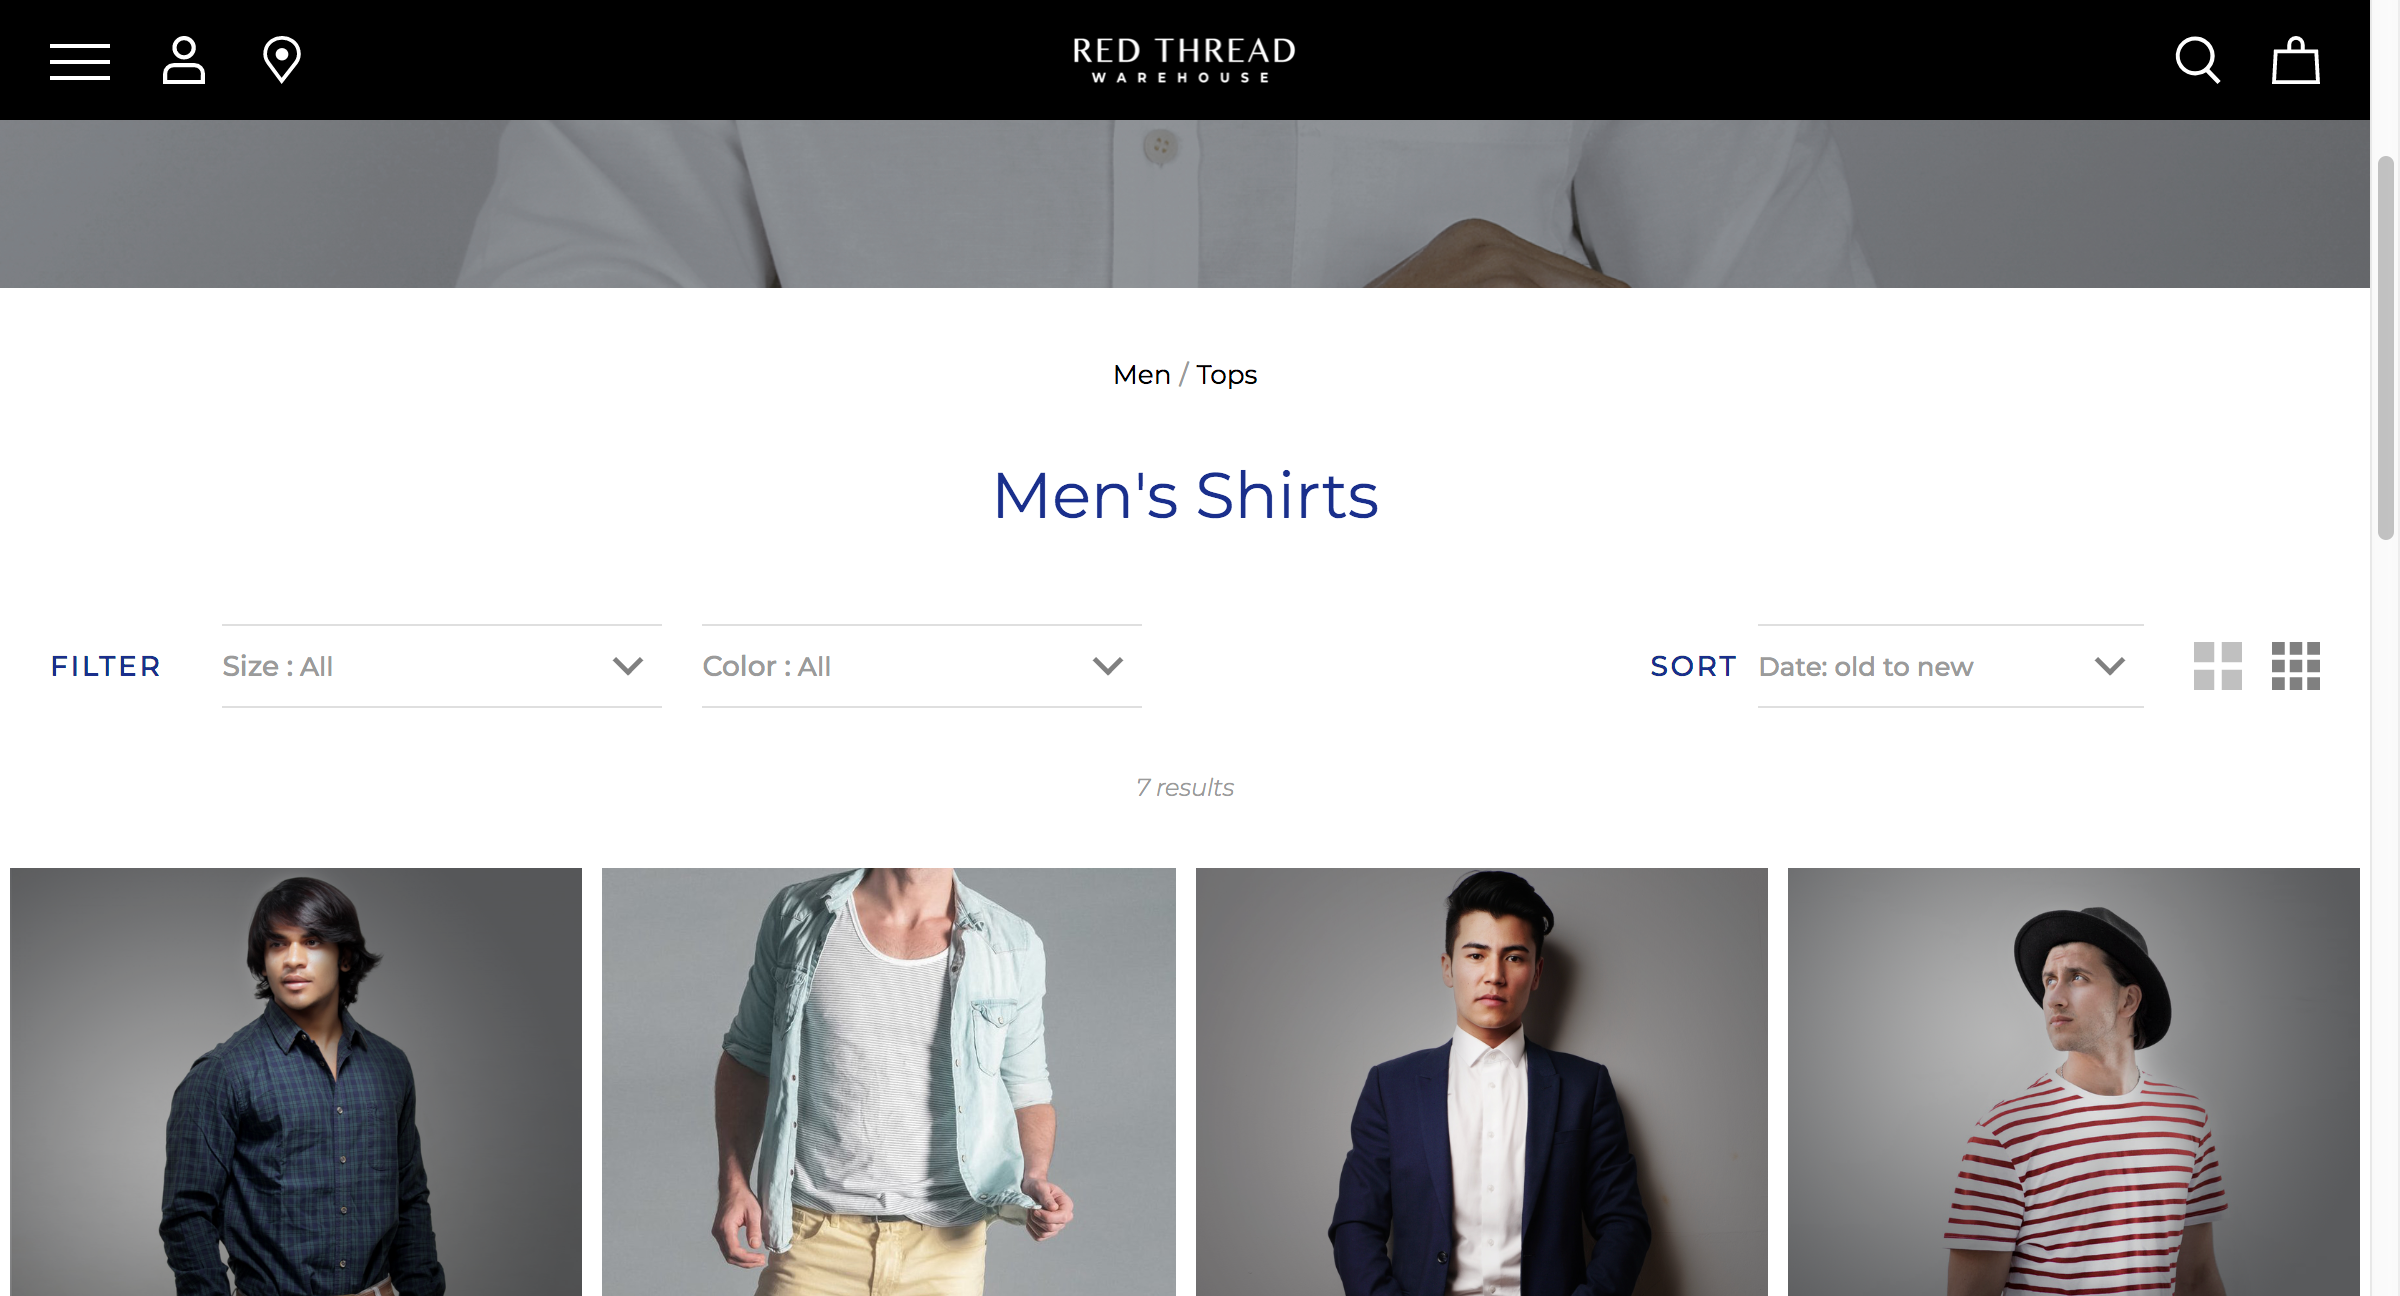 RED THREAD
WAREHOUSE
Men / Tops
Men's Shirts
FILTER Size : All Color : All SORT Date: old to new
7 results